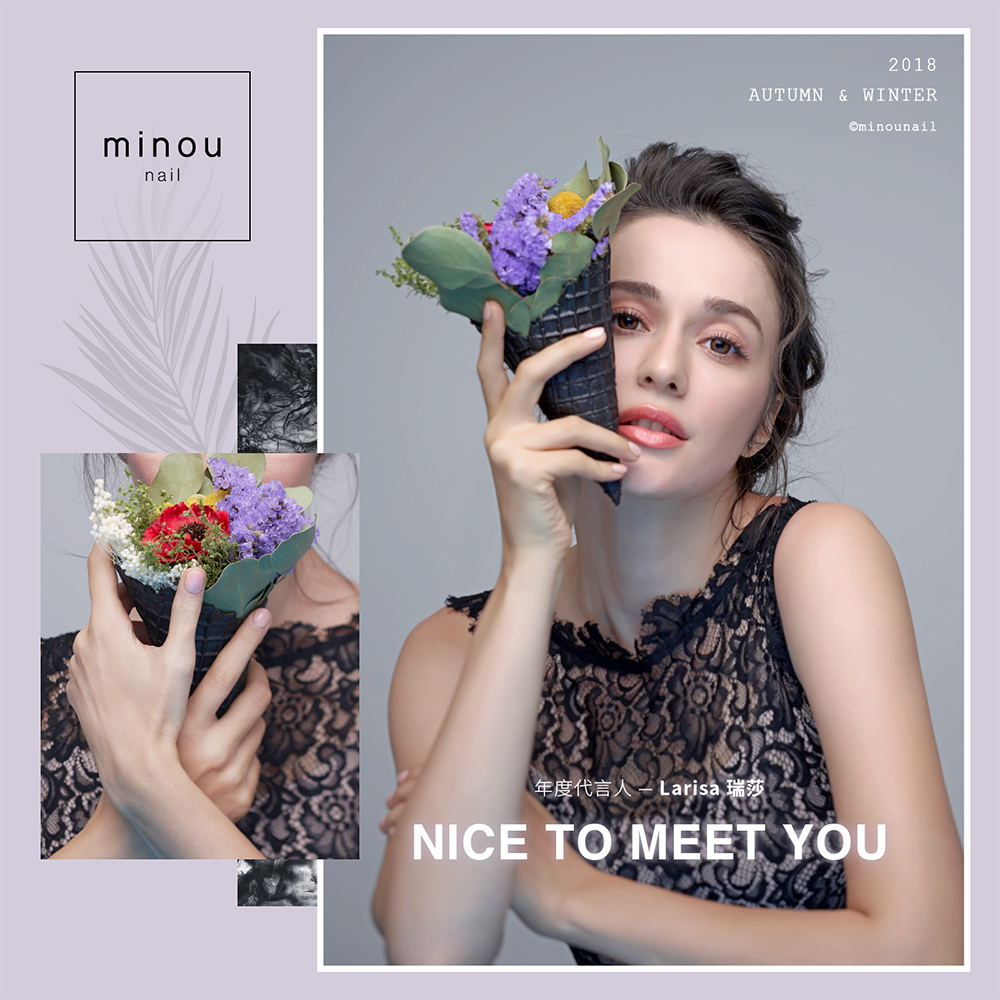 minou
nail
2018
AUTUMN & WINTER
©minounail
年度代言人 — Larisa 瑞莎
NICE TO MEET YOU